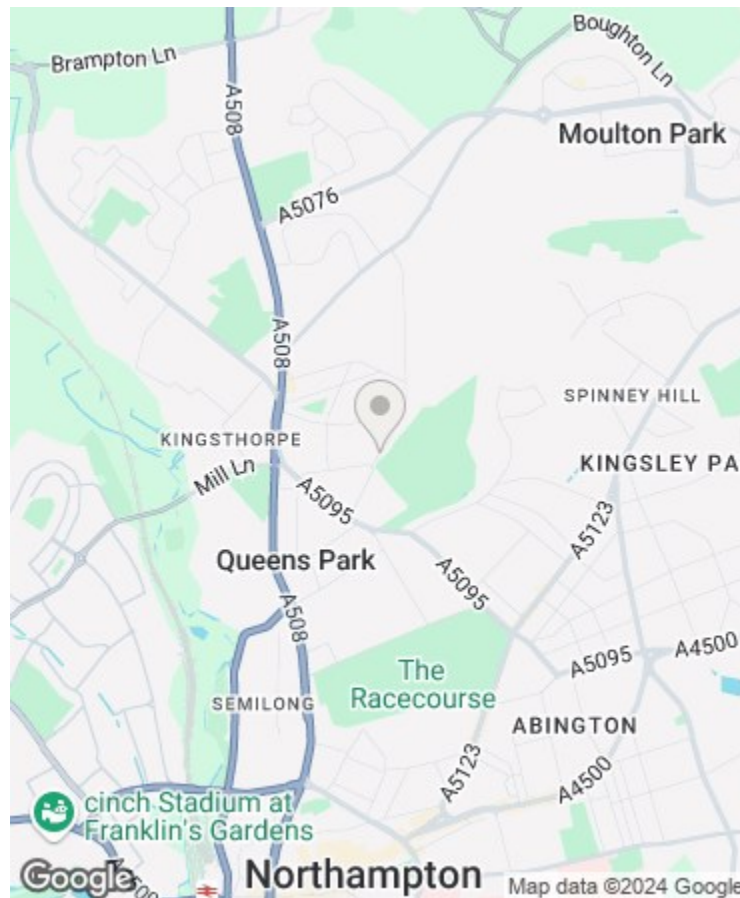 Boughton Ln
Brampton Ln
A508
Moulton Park
A5076
A508
SPINNEY HILL
KINGSTHORPE
KINGSLEY PA
Mill Ln
A5095
A5123
Queens Park
A5095
A508
A5095
A4500
The
Racecourse
SEMILONG
ABINGTON
A5123
A4500
cinch Stadium at
Franklin's Gardens
Northampton
Google
Map data ©2024 Google